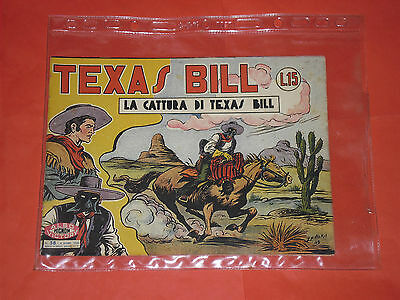 TEXAS BILL
L.15
LA CATTURA DI TEXAS BILL